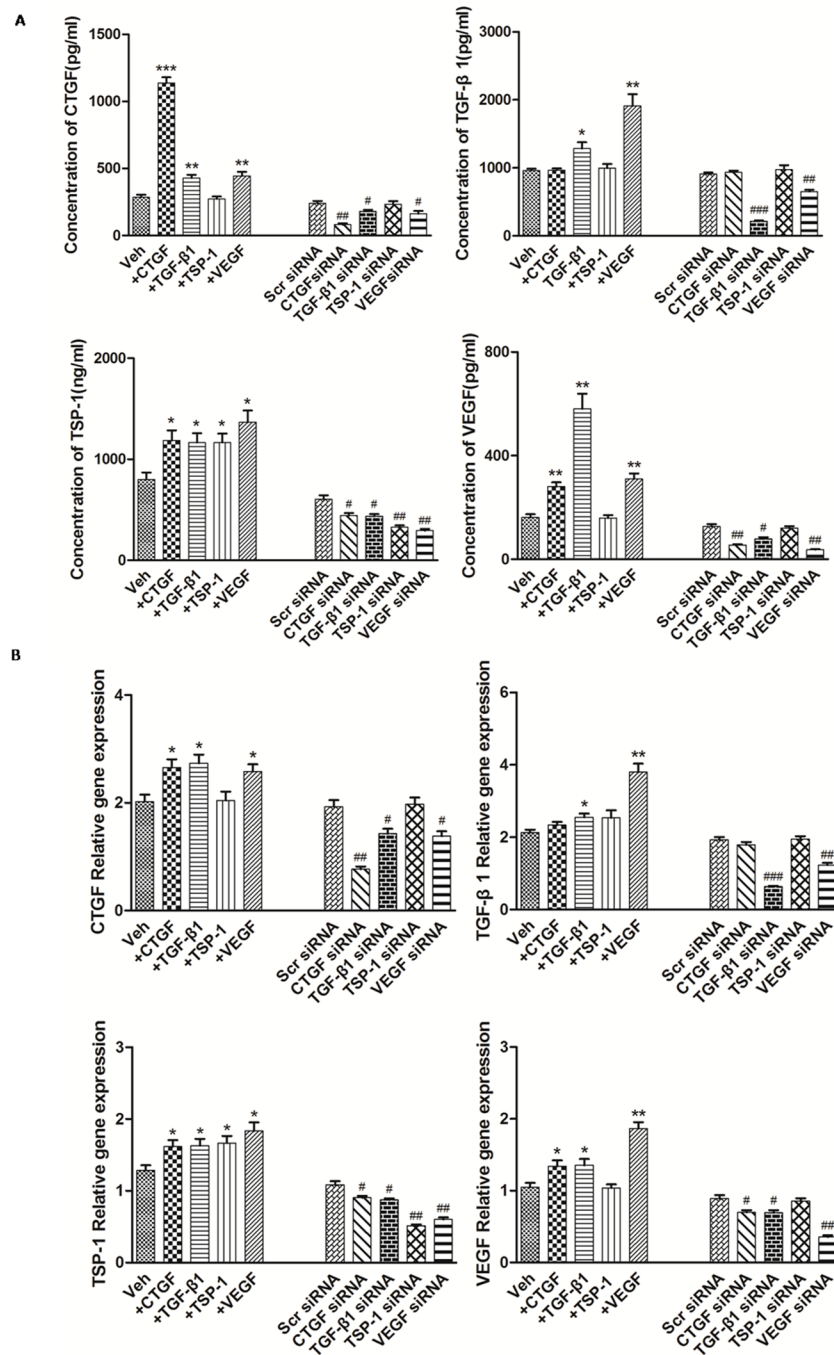 A
Concentration of CTGF(pg/ml)
1500
1000
500
0
***
**
**
##
#
#
Veh
+CTGF
+TGF-β1
+TSP-1
+VEGF
Scr siRNA
CTGFsiRNA
TGF-β1 siRNA
TSP-1 siRNA
VEGFsiRNA
Concentration of TGF-β 1(pg/ml)
3000
2000
1000
0
*
**
###
##
Veh
+CTGF
TGF-β1
+TSP-1
+VEGF
Scr siRNA
CTGF siRNA
TGF-β1 siRNA
TSP-1 siRNA
VEGF siRNA
Concentration of TSP-1(ng/ml)
2000
1000
0
*
*
*
*
#
#
##
##
Veh
+CTGF
+TGF-β1
+TSP-1
+VEGF
Scr siRNA
CTGF siRNA
TGF-β1 siRNA
TSP-1 siRNA
VEGF siRNA
Concentration of VEGF(pg/ml)
800
400
0
**
**
**
##
#
##
Veh
+CTGF
+TGF-β1
+TSP-1
+VEGF
Scr siRNA
CTGF siRNA
TGF-β1 siRNA
TSP-1 siRNA
VEGF siRNA
B
CTGF Relative gene expression
4
2
0
*
*
*
##
#
#
Veh
+CTGF
+TGF-β1
+TSP-1
+VEGF
Scr siRNA
CTGF siRNA
TGF-β1 siRNA
TSP-1 siRNA
VEGF siRNA
TGF-β 1 Relative gene expression
6
4
2
0
*
**
###
##
Veh
+CTGF
+TGF-β1
+TSP-1
+VEGF
Scr siRNA
CTGF siRNA
TGF-β1 siRNA
TSP-1 siRNA
VEGF siRNA
TSP-1 Relative gene expression
3
2
1
0
*
*
*
*
#
#
##
##
Veh
+CTGF
+TGF-β1
+TSP-1
+VEGF
Scr siRNA
CTGF siRNA
TGF-β1 siRNA
TSP-1 siRNA
VEGF siRNA
VEGF Relative gene expression
3
2
1
0
*
*
**
#
#
##
Veh
+CTGF
+TGF-β1
+TSP-1
+VEGF
Scr siRNA
CTGF siRNA
TGF-β1 siRNA
TSP-1 siRNA
VEGF siRNA